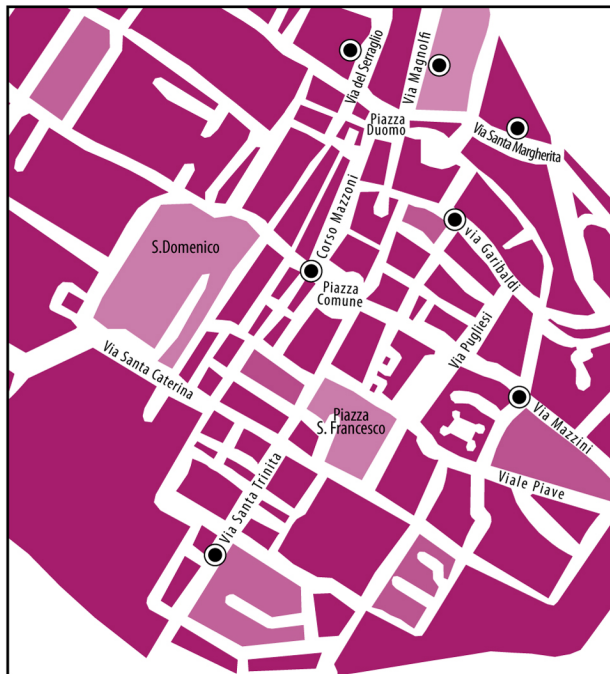 Via del Serraglio
Via Magnolfi
Piazza
Duomo
Via Santa Margherita
Corso Mazzoni
S.Domenico
via Garibaldi
Piazza
Comune
Via Pugliesi
Via Santa Caterina
Piazza
S. Francesco
Via Mazzini
Viale Piave
Via Santa Trinita